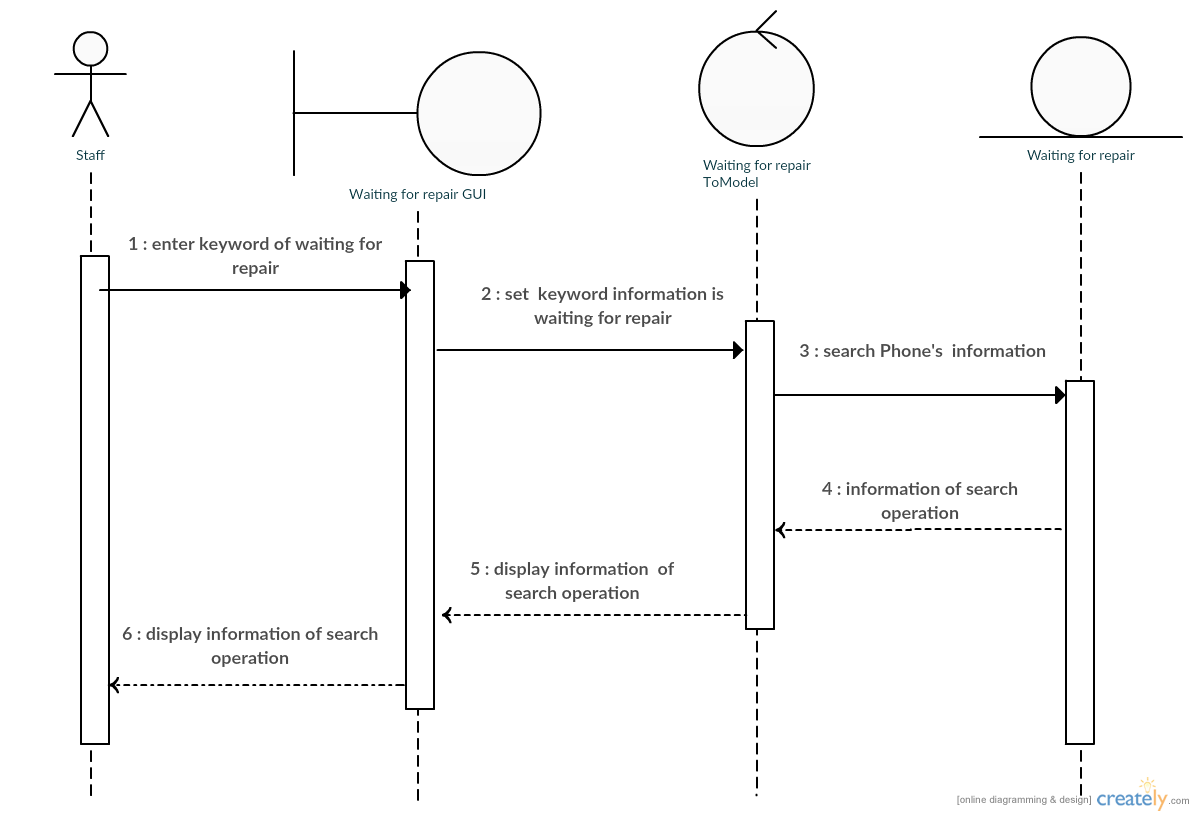 Staff
Waiting for repair GUI
Waiting for repair
ToModel
Waiting for repair
1 : enter keyword of waiting for
repair
2 : set  keyword information is
waiting for repair
3 : search Phone's  information
4 : information of search
operation
5 : display information  of
search operation
6 : display information of search
operation
[online diagramming & design] creately.com